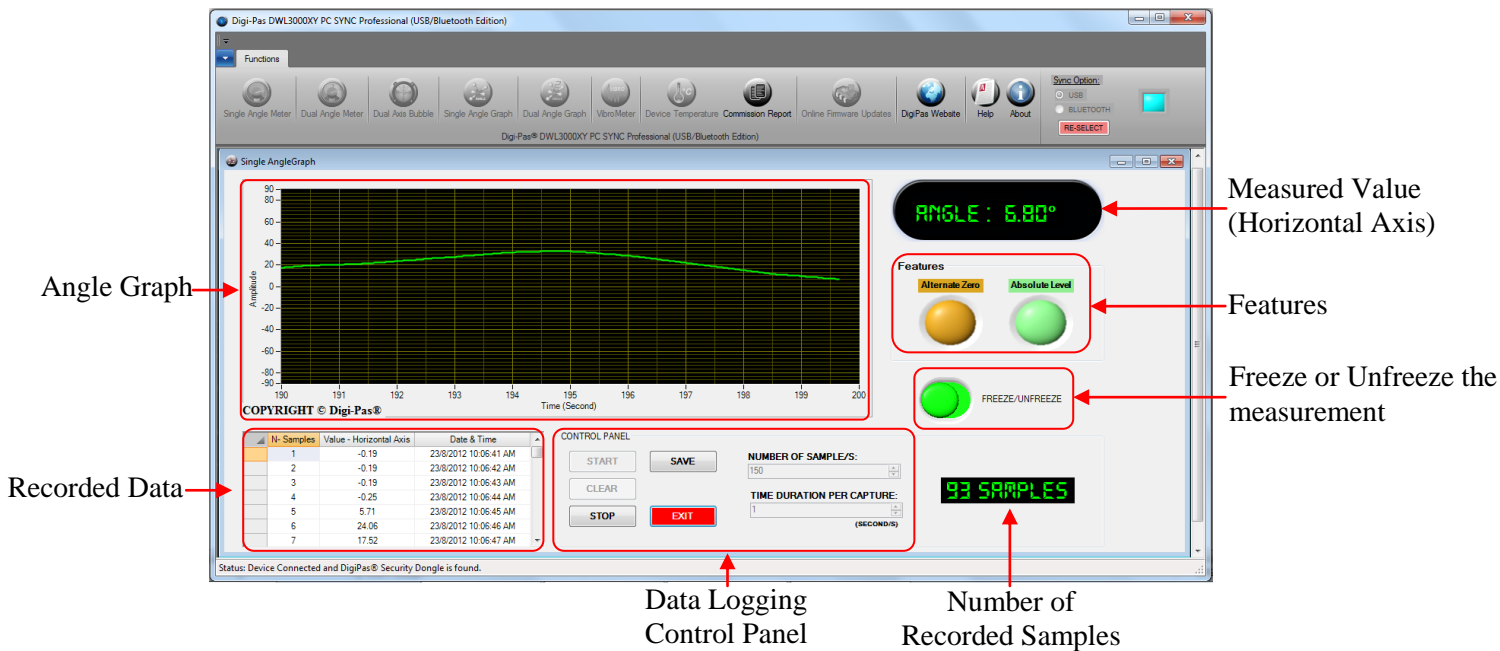 Digi-Pas DWL3000XY PC SYNC Professional (USB/Bluetooth Edition)
Functions
Single Angle Meter
Dual Angle Meter
Dual Axis Bubble
Single Angle Graph
Dual Angle Graph
VibroMeter
Device Temperature
Commission Report
Online Firmware Updates
DigiPas Website
Help
About
Sync Option:
USB
BLUETOOTH
RE-SELECT
Digi-Pas® DWL3000XY PC SYNC Professional (USB/Bluetooth Edition)
Single AngleGraph
90
80
60
40
20
0
-20
-40
-60
-80
-90
Amplitude
190 191 192 193 194 195 196 197 198 199 200
Time (Second)
COPYRIGHT © Digi-Pas®
ANGLE: 6.80°
Features
Alternate Zero
Absolute Level
FREEZE/UNFREEZE
N- Samples Value - Horizontal Axis Date & Time
1 -0.19 23/8/2012 10:06:41 AM
2 -0.19 23/8/2012 10:06:42 AM
3 -0.19 23/8/2012 10:06:43 AM
4 -0.25 23/8/2012 10:06:44 AM
5 5.71 23/8/2012 10:06:45 AM
6 24.06 23/8/2012 10:06:46 AM
7 17.52 23/8/2012 10:06:47 AM
CONTROL PANEL
START
SAVE
CLEAR
STOP
EXIT
NUMBER OF SAMPLE/S:
150
TIME DURATION PER CAPTURE:
1
(SECOND/S)
93 SAMPLES
Status: Device Connected and DigiPas® Security Dongle is found.
Angle Graph
Recorded Data
Measured Value
(Horizontal Axis)
Features
Freeze or Unfreeze the
measurement
Data Logging
Control Panel
Number of
Recorded Samples